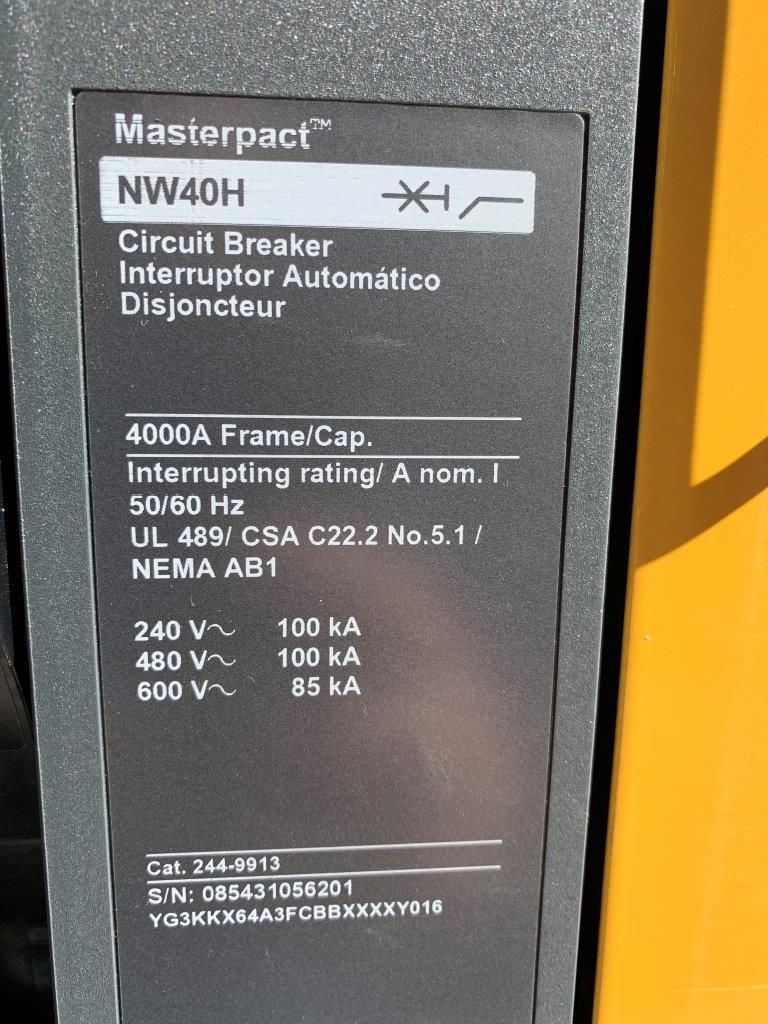 Masterpact™
NW40H
Circuit Breaker
Interruptor Automático
Disjoncteur
4000A Frame/Cap.
Interrupting rating/ A nom. I
50/60 Hz
UL 489/ CSA C22.2 No.5.1 /
NEMA AB1
240 V~ 100 kA
480 V~ 100 kA
600 V~ 85 kA
Cat. 244-9913
S/N: 085431056201
YG3KKX64A3FCBBXXXXY016